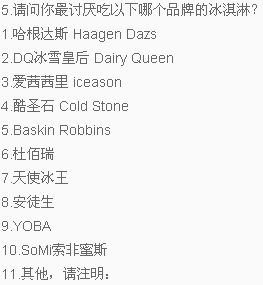 5.请问你最讨厌吃以下哪个品牌的冰淇淋?
1.哈根达斯 Haagen Dazs
2.DQ冰雪皇后 Dairy Queen
3.爱茜茜里 iceason
4.酷圣石 Cold Stone
5.Baskin Robbins
6.杜佰瑞
7.天使冰王
8.安徒生
9.YOBA
10.SoMi索非蜜斯
11.其他，请注明：